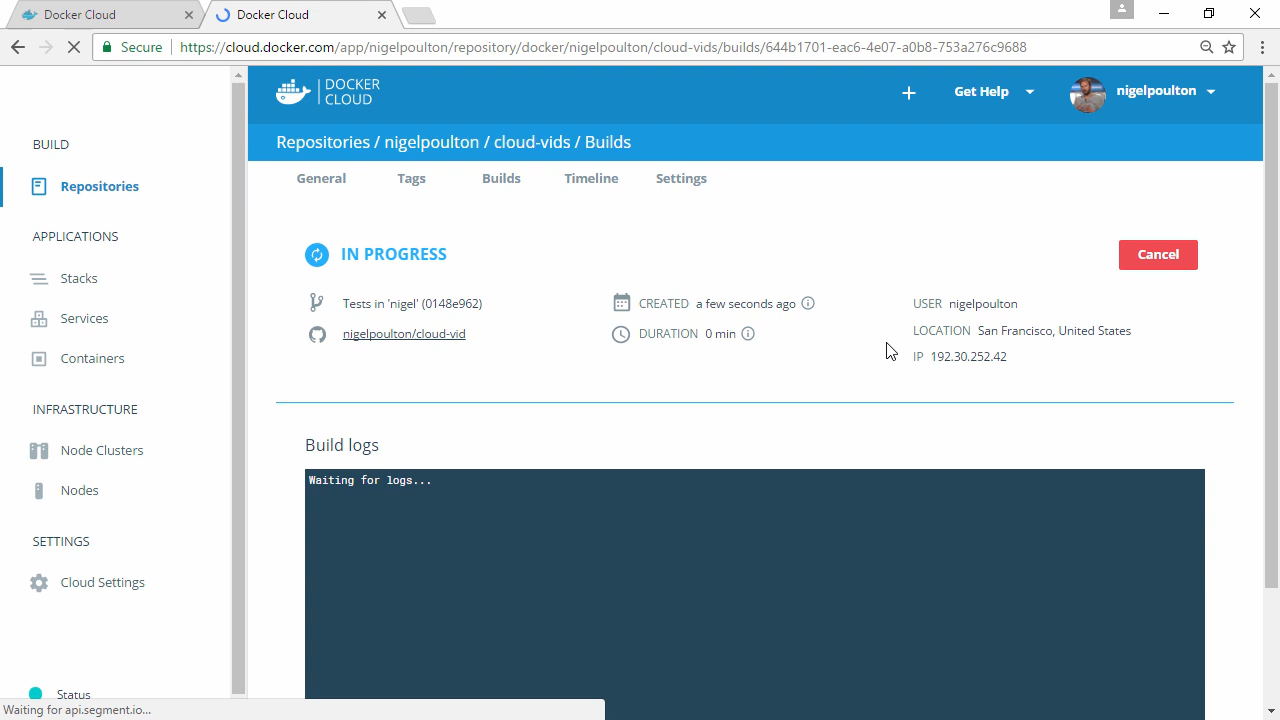 Docker Cloud
Docker Cloud
Secure https://cloud.docker.com/app/nigelpoulton/repository/docker/nigelpoulton/cloud-vids/builds/644b1701-eac6-4e07-a0b8-753a276c9688
DOCKER
CLOUD
Get Help
nigelpoulton
Repositories / nigelpoulton / cloud-vids / Builds
General Tags Builds Timeline Settings
BUILD
Repositories
APPLICATIONS
Stacks
Services
Containers
INFRASTRUCTURE
Node Clusters
Nodes
SETTINGS
Cloud Settings
Status
IN PROGRESS
Cancel
Tests in 'nigel' (0148e962)
nigelpoulton/cloud-vid
CREATED a few seconds ago
DURATION 0 min
USER nigelpoulton
LOCATION San Francisco, United States
IP 192.30.252.42
Build logs
Waiting for logs...
Waiting for api.segment.io...